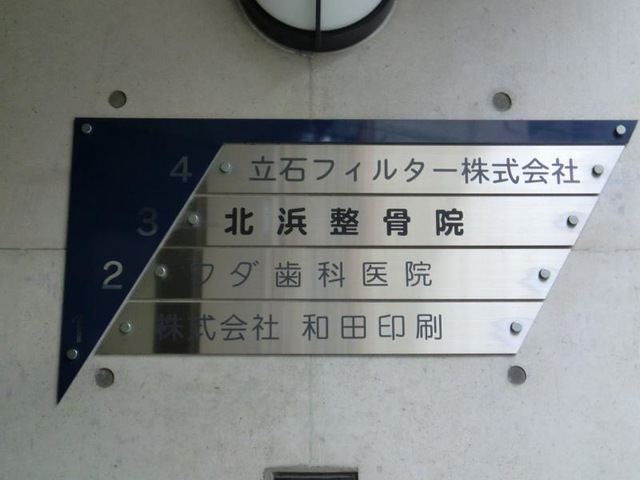 4 立石フィルター株式会社
3 北浜整骨院
2 ワダ歯科医院
1 株式会社 和田印刷